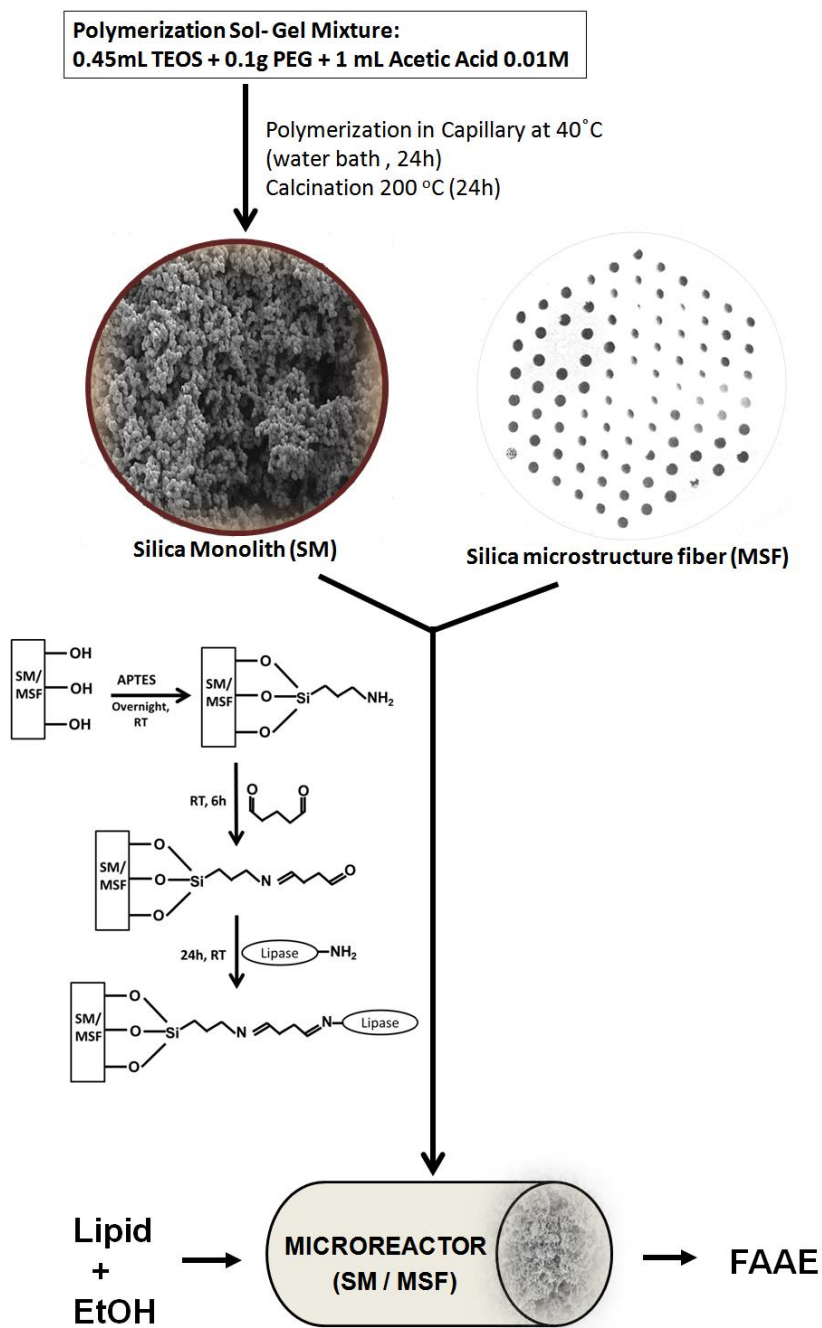 Polymerization Sol- Gel Mixture:
0.45mL TEOS + 0.1g PEG + 1 mL Acetic Acid 0.01M
Polymerization in Capillary at 40˚C
(water bath , 24h)
Calcination 200 ºC (24h)
Silica Monolith (SM)
Silica microstructure fiber (MSF)
SM/
MSF
OH
OH
OH
APTES
Overnight,
RT
SM/
MSF
O
O
O
Si
NH2
RT, 6h
O
O
SM/
MSF
O
O
O
Si
N
O
24h, RT
Lipase
NH2
SM/
MSF
O
O
O
Si
N
N
Lipase
Lipid
+
EtOH
MICROREACTOR
(SM / MSF)
FAAE